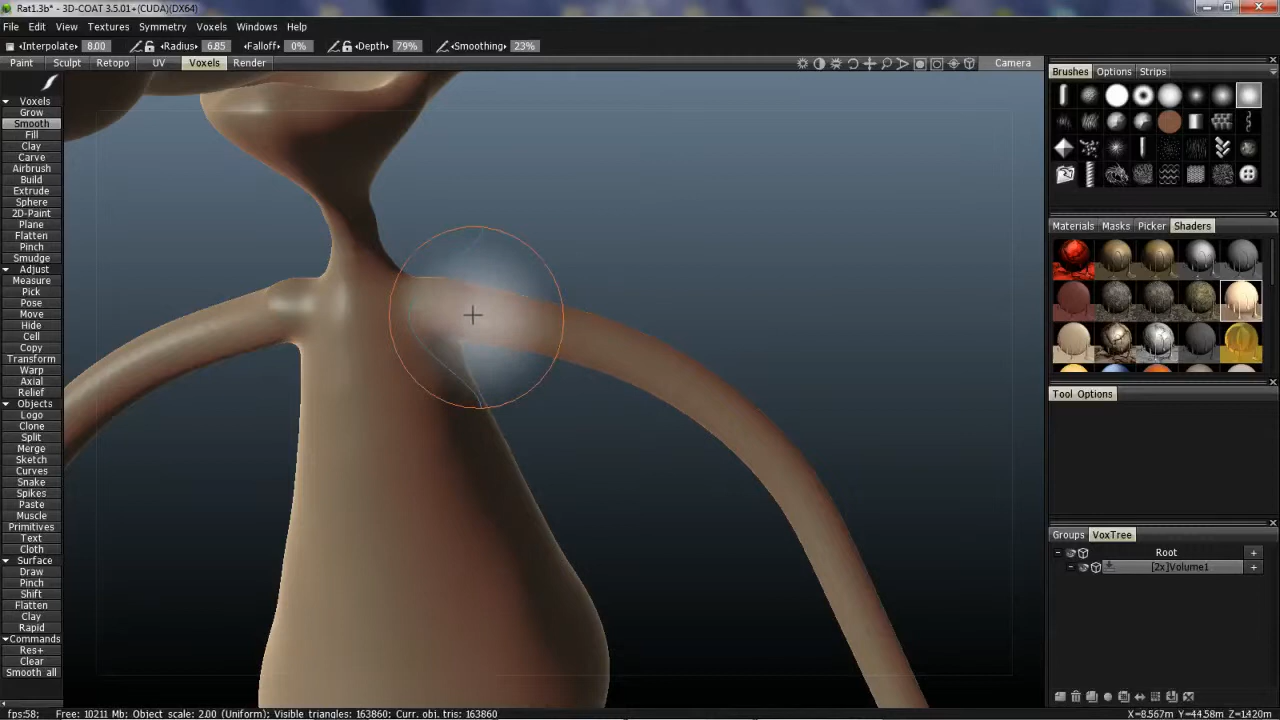 Rat1.3b* - 3D-COAT 3.5.01+(CUDA)(DX64)
File Edit View Textures Symmetry Voxels Windows Help
Interpolate 8.00 Radius 6.85 Falloff 0% Depth 79% Smoothing 23%
Paint Sculpt Retopo UV Voxels Render Camera
Voxels
Grow
Smooth
Fill
Clay
Carve
Airbrush
Build
Extrude
Sphere
2D-Paint
Plane
Flatten
Pinch
Smudge
Adjust
Measure
Pick
Pose
Move
Hide
Cell
Copy
Transform
Warp
Axial
Relief
Objects
Logo
Clone
Split
Merge
Sketch
Curves
Snake
Spikes
Paste
Muscle
Primitives
Text
Cloth
Surface
Draw
Pinch
Shift
Flatten
Clay
Rapid
Commands
Res+
Clear
Smooth all
Brushes Options Strips
Materials Masks Picker Shaders
Tool Options
Groups VoxTree
Root +
[2x]Volume1 +
fps:58; Free: 10211 Mb; Object scale: 2.00 (Uniform); Visible triangles: 163860; Curr. obj. tris: 163860 X=8.567m Y=44.58m Z=1.420m